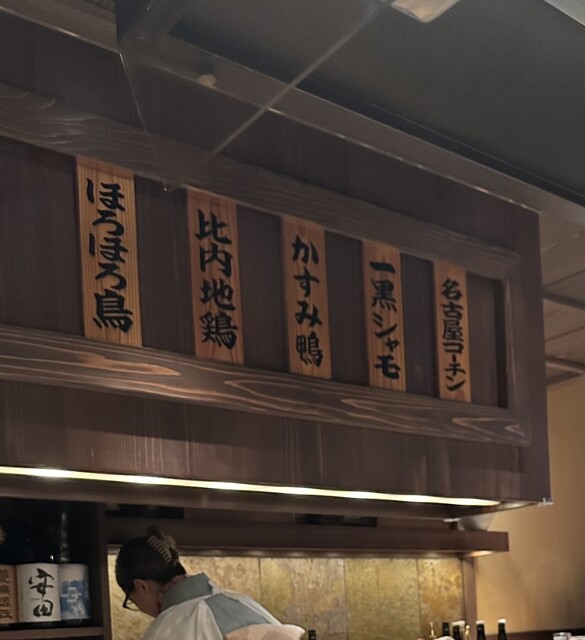 名古屋コーチン
一黒シャモ
かすみ鴨
比内地鶏
ほろほろ鳥
安田